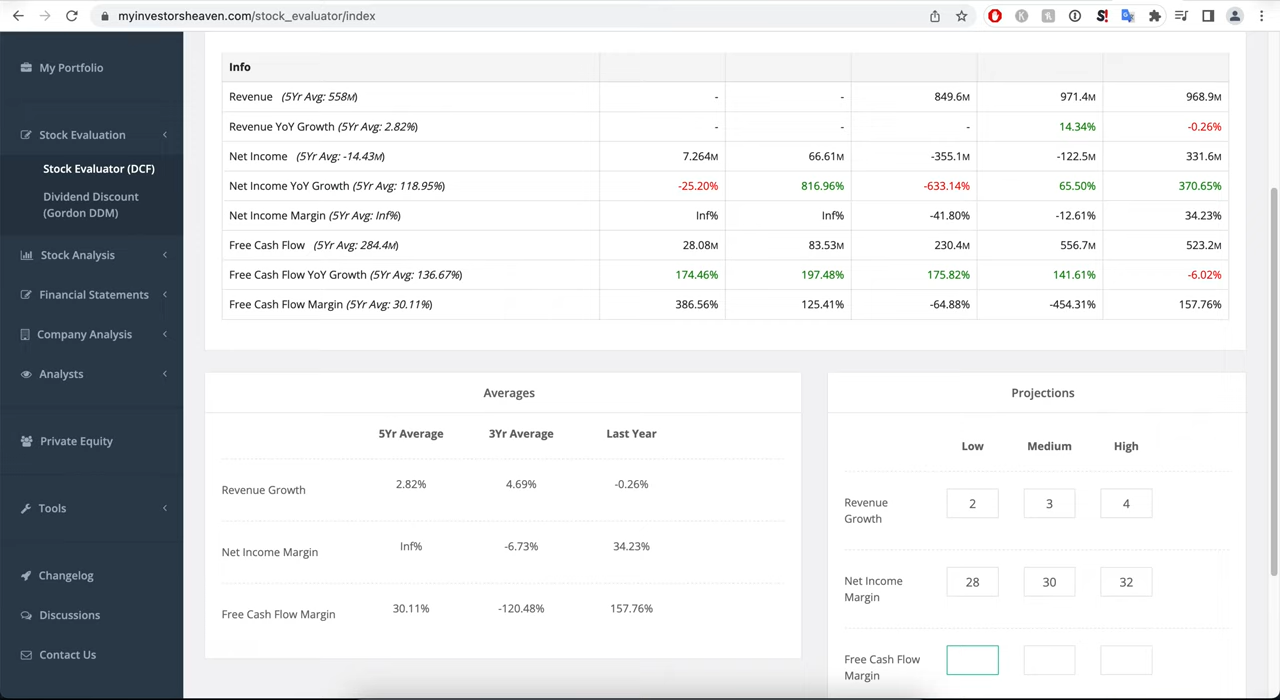 myinvestorsheaven.com/stock_evaluator/index
My Portfolio
Stock Evaluation
Stock Evaluator (DCF)
Dividend Discount
(Gordon DDM)
Stock Analysis
Financial Statements
Company Analysis
Analysts
Private Equity
Tools
Changelog
Discussions
Contact Us
Info
Revenue (5Yr Avg: 558M) - - 849.6M 971.4M 968.9M
Revenue YoY Growth (5Yr Avg: 2.82%) - - - 14.34% -0.26%
Net Income (5Yr Avg: -14.43M) 7.264M 66.61M -355.1M -122.5M 331.6M
Net Income YoY Growth (5Yr Avg: 118.95%) -25.20% 816.96% -633.14% 65.50% 370.65%
Net Income Margin (5Yr Avg: Inf%) Inf% Inf% -41.80% -12.61% 34.23%
Free Cash Flow (5Yr Avg: 284.4M) 28.08M 83.53M 230.4M 556.7M 523.2M
Free Cash Flow YoY Growth (5Yr Avg: 136.67%) 174.46% 197.48% 175.82% 141.61% -6.02%
Free Cash Flow Margin (5Yr Avg: 30.11%) 386.56% 125.41% -64.88% -454.31% 157.76%
Averages
5Yr Average 3Yr Average Last Year
Revenue Growth 2.82% 4.69% -0.26%
Net Income Margin Inf% -6.73% 34.23%
Free Cash Flow Margin 30.11% -120.48% 157.76%
Projections
Low Medium High
Revenue
Growth
2 3 4
Net Income
Margin
28 30 32
Free Cash Flow
Margin